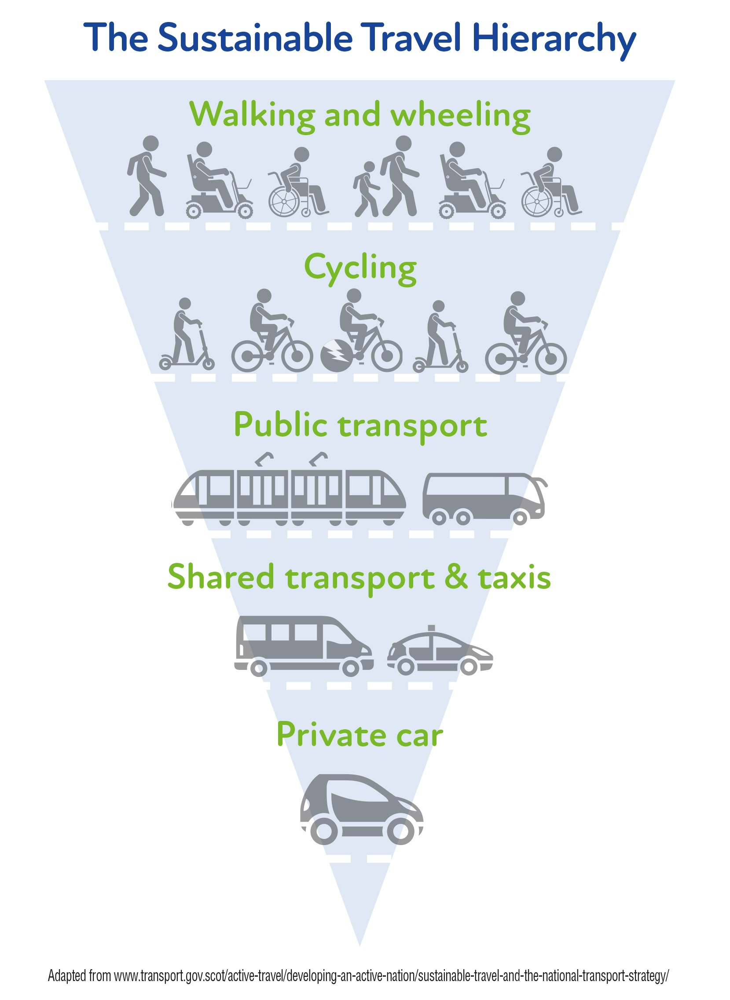 The Sustainable Travel Hierarchy
Walking and wheeling
Cycling
Public transport
Shared transport & taxis
Private car
Adapted from www.transport.gov.scot/active-travel/developing-an-active-nation/sustainable-travel-and-the-national-transport-strategy/